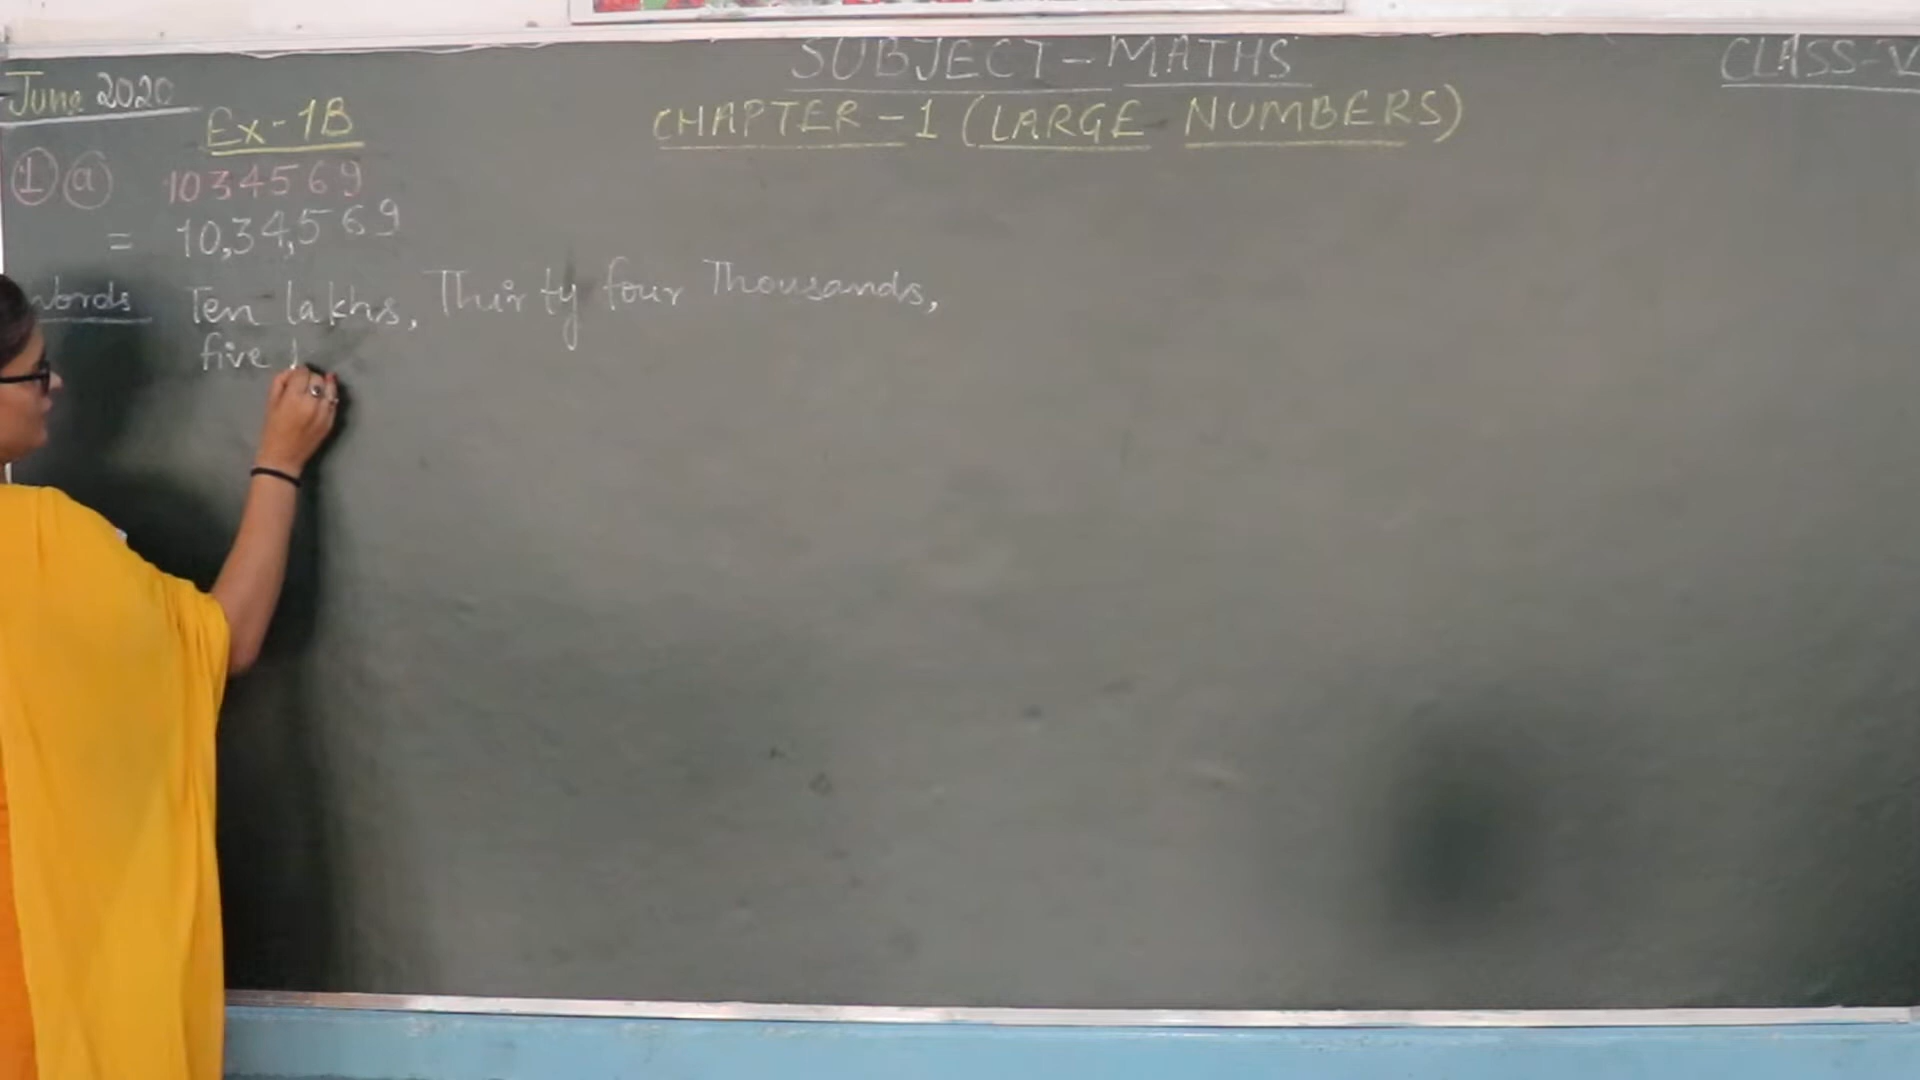 SUBJECT-MATHS
CLASS-V
June 2020
CHAPTER-1 (LARGE NUMBERS)
Ex-1B
1 a 1034569
= 10,34,569
Words Ten lakhs, Thirty four Thousands,
five